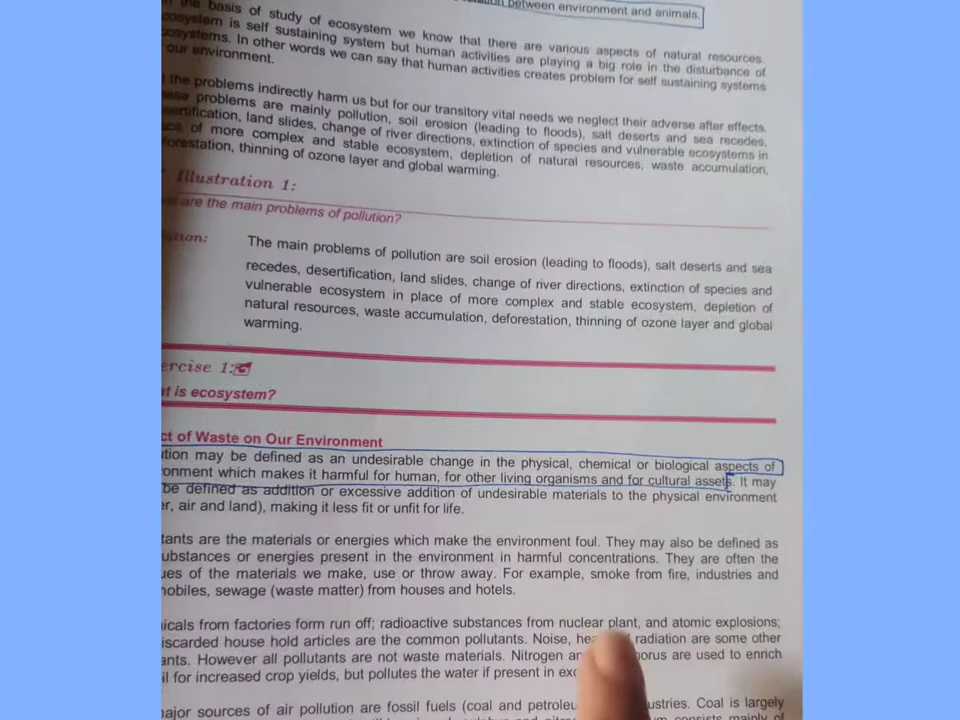 between environment and animals.
the basis of study of ecosystem we know that there are various aspects of natural resources.
is self sustaining system but human activities are playing a big role in the disturbance of
In other words we can say that human activities creates problem for self sustaining systems
our environment.
the problems indirectly harm us but for our transitory vital needs we neglect their adverse after effects.
problems are mainly pollution, soil erosion (leading to floods), salt deserts and sea recedes,
land slides, change of river directions, extinction of species and vulnerable ecosystems in
of more complex and stable ecosystem, depletion of natural resources, waste accumulation,
thinning of ozone layer and global warming.
Illustration 1:
are the main problems of pollution?
The main problems of pollution are soil erosion (leading to floods), salt deserts and sea
recedes, desertification, land slides, change of river directions, extinction of species and
vulnerable ecosystem in place of more complex and stable ecosystem, depletion of
natural resources, waste accumulation, deforestation, thinning of ozone layer and global
warming.
ercise 1:
is ecosystem?
ct of Waste on Our Environment
tion may be defined as an undesirable change in the physical, chemical or biological aspects of
onment which makes it harmful for human, for other living organisms and for cultural assets. It may
be defined as addition or excessive addition of undesirable materials to the physical environment
er, air and land), making it less fit or unfit for life.
tants are the materials or energies which make the environment foul. They may also be defined as
ubstances or energies present in the environment in harmful concentrations. They are often the
ues of the materials we make, use or throw away. For example, smoke from fire, industries and
mobiles, sewage (waste matter) from houses and hotels.
icals from factories form run off; radioactive substances from nuclear plant, and atomic explosions;
iscarded house hold articles are the common pollutants. Noise, radiation are some other
ants. However all pollutants are not waste materials. Nitrogen are used to enrich
il for increased crop yields, but pollutes the water if present in
ajor sources of air pollution are fossil fuels (coal and Coal is largely
consists mainly of